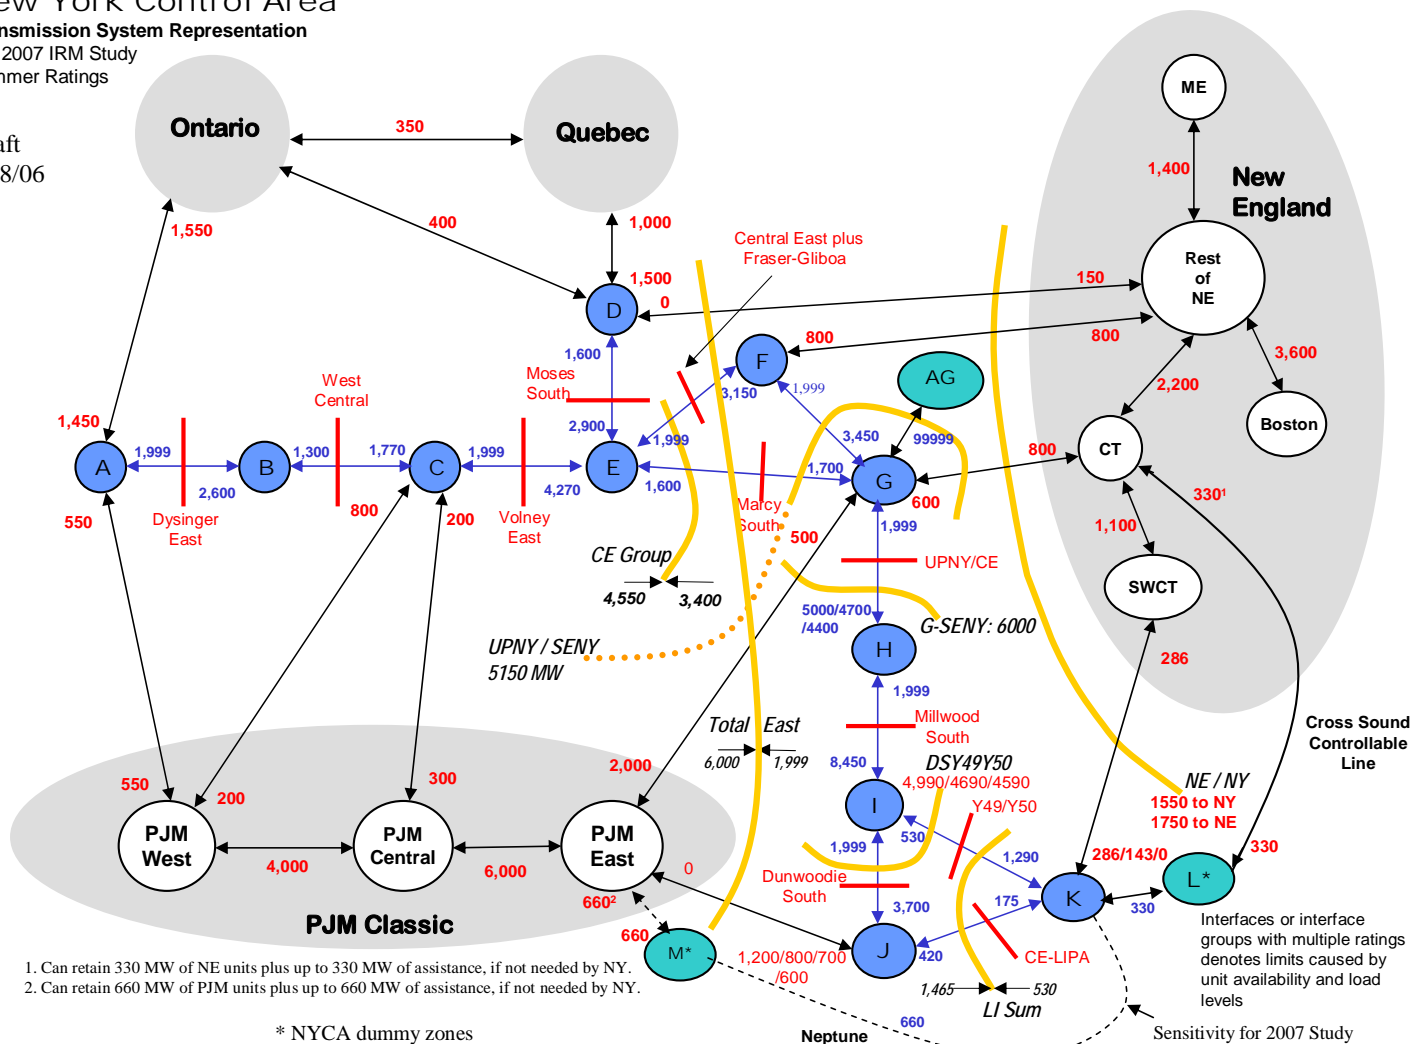 New York Control Area
Transmission System Representation
2007 IRM Study
Summer Ratings
Draft
8/06
Ontario
350
Quebec
ME
1,400
New
England
1,550
400
1,000
Central East plus
Fraser-Gliboa
Rest
of
NE
1,500
0
150
D
800
800
1,600
F
3,600
Moses
South
West
Central
3,150
1,999
AG
2,200
1,450
2,900
1,999
3,450
99999
Boston
A
1,999
B
1,300
1,770
C
1,999
E
1,700
G
800
CT
2,600
4,270
1,600
600
330¹
550
Dysinger
East
800
200
Volney
East
Marcy
South
500
1,999
1,100
CE Group
UPNY/CE
SWCT
4,550
3,400
5000/4700
/4400
G-SENY: 6000
UPNY / SENY
5150 MW
H
286
1,999
Total East
Millwood
South
Cross Sound
Controllable
Line
6,000
1,999
8,450
DSY49Y50
4,990/4690/4590
NE / NY
1550 to NY
1750 to NE
550
200
300
2,000
I
Y49/Y50
530
PJM
West
PJM
Central
PJM
East
1,999
1,290
286/143/0
330
4,000
6,000
0
Dunwoodie
South
175
K
L*
330
660²
3,700
PJM Classic
660
M*
J
420
CE-LIPA
1,200/800/700
/600
Interfaces or interface
groups with multiple ratings
denotes limits caused by
unit availability and load
levels
1. Can retain 330 MW of NE units plus up to 330 MW of assistance, if not needed by NY.
2. Can retain 660 MW of PJM units plus up to 660 MW of assistance, if not needed by NY.
1,465
530
LI Sum
660
* NYCA dummy zones
Neptune
Sensitivity for 2007 Study